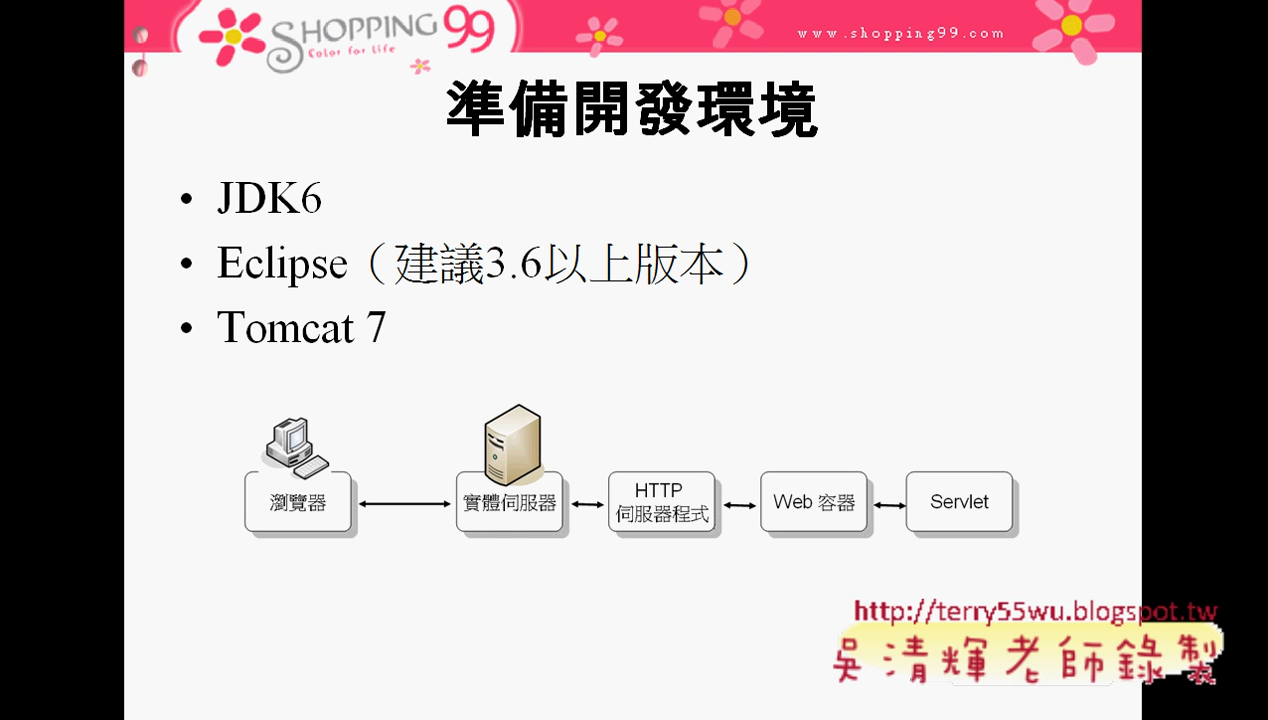 SHOPPING 99
Color for Life
www.shopping99.com
準備開發環境
• JDK6
• Eclipse（建議3.6以上版本）
• Tomcat 7
瀏覽器
實體伺服器
HTTP
伺服器程式
Web 容器
Servlet
http://terry55wu.blogspot.tw
吳清輝老師錄製